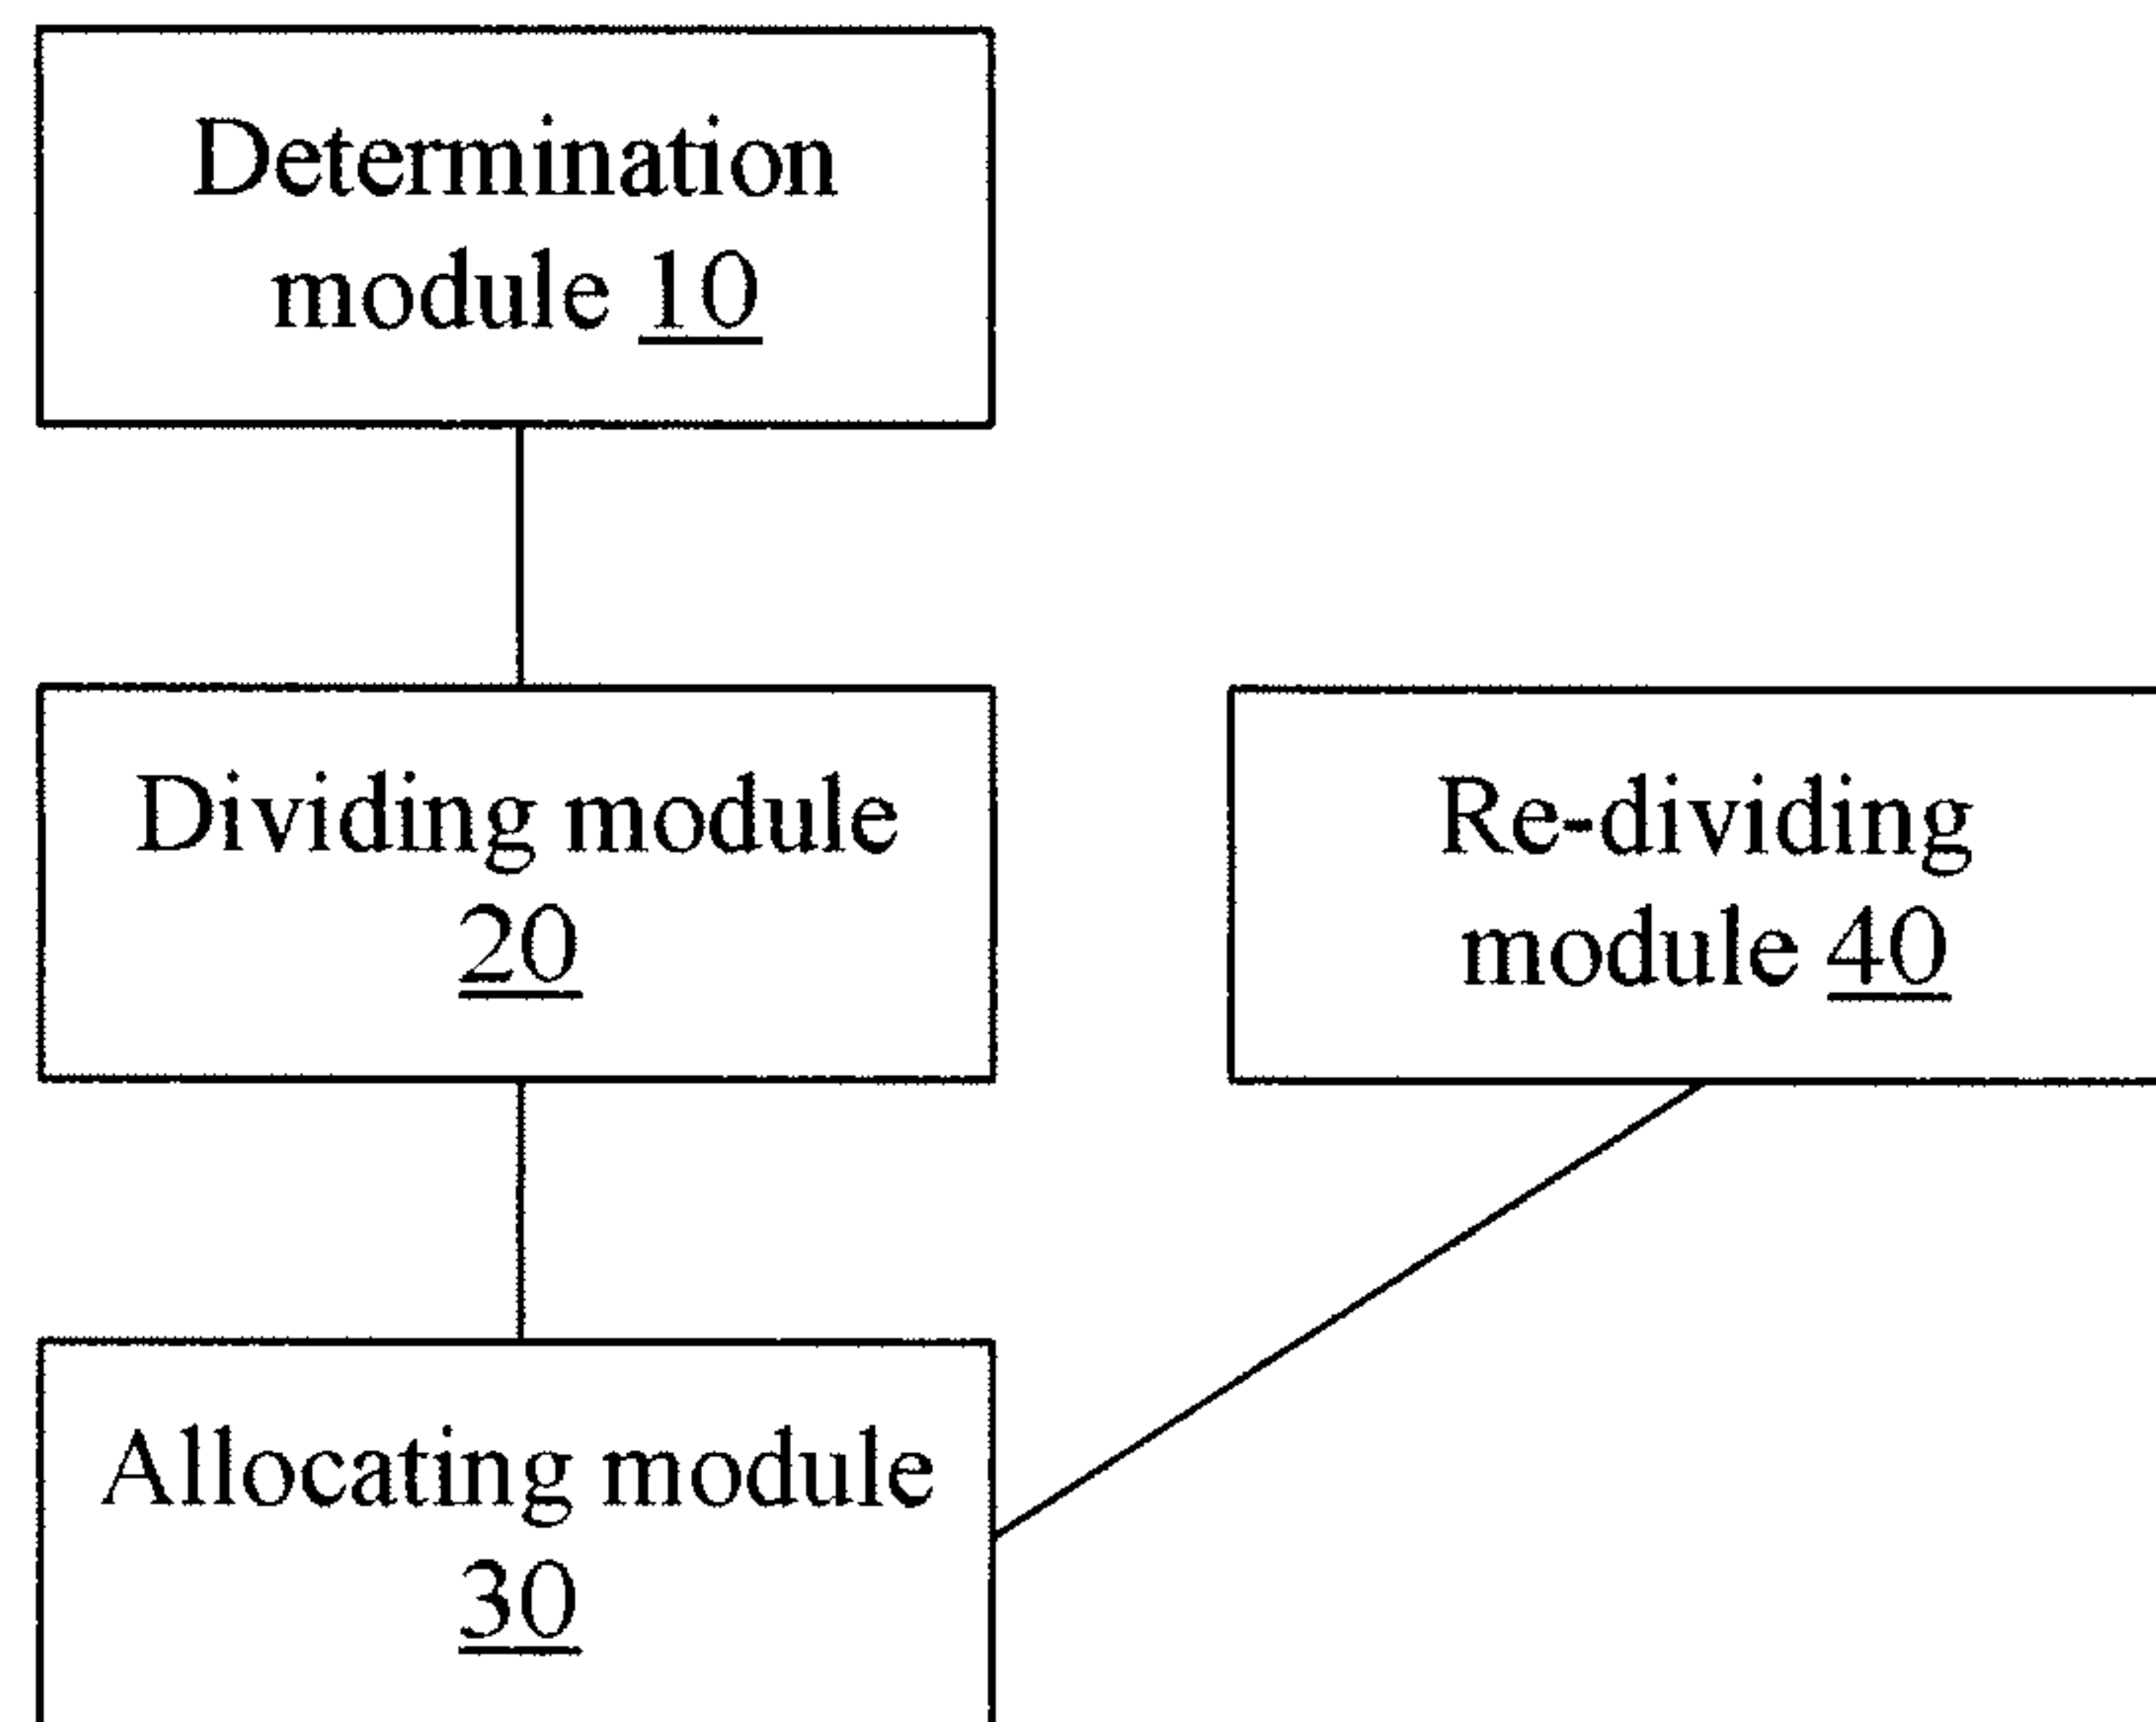 Determination
module 10
Dividing module
20
Re-dividing
module 40
Allocating module
30